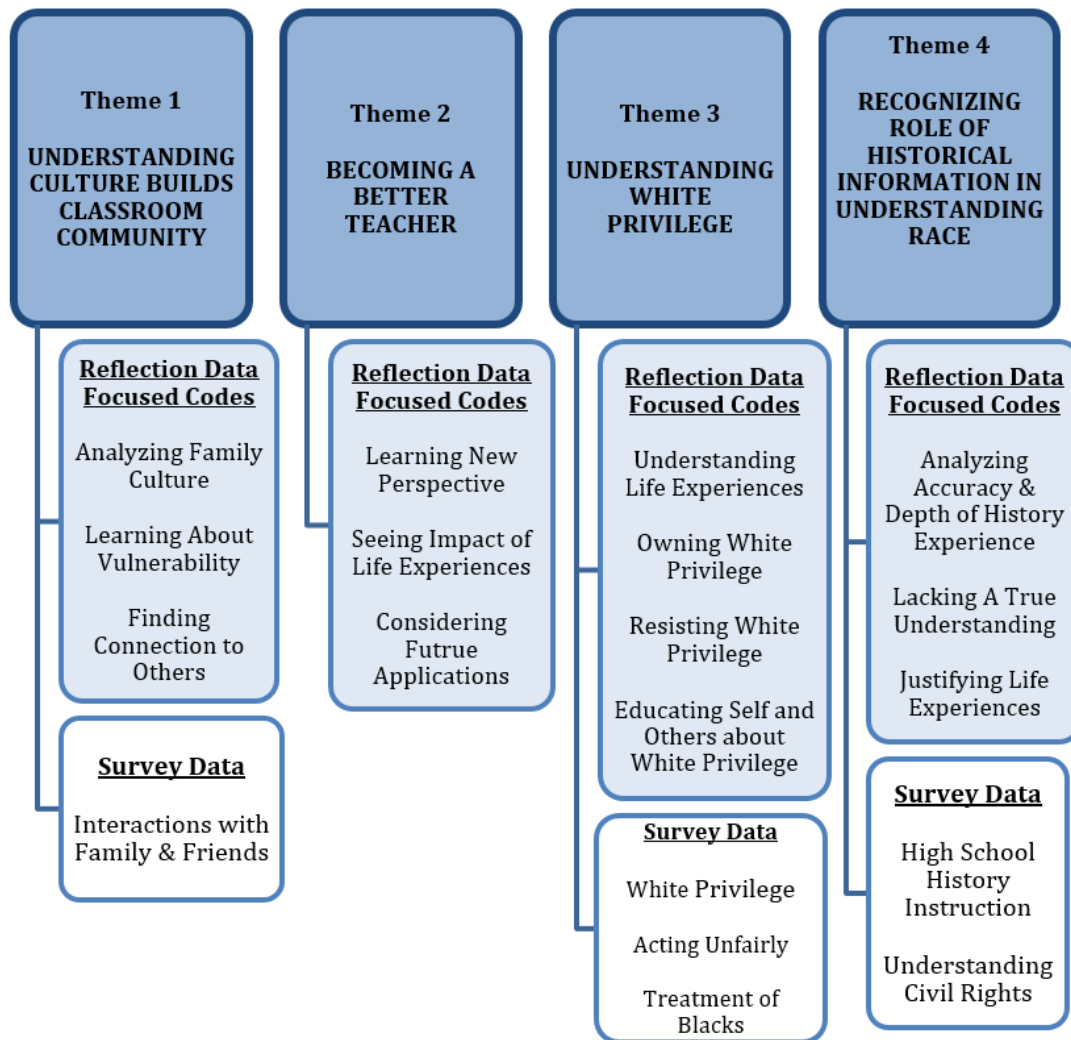 Theme 1
UNDERSTANDING
CULTURE BUILDS
CLASSROOM
COMMUNITY
Reflection Data
Focused Codes
Analyzing Family
Culture
Learning About
Vulnerability
Finding
Connection to
Others
Survey Data
Interactions with
Family & Friends
Theme 2
BECOMING A
BETTER
TEACHER
Reflection Data
Focused Codes
Learning New
Perspective
Seeing Impact of
Life Experiences
Considering
Futrue
Applications
Theme 3
UNDERSTANDING
WHITE
PRIVILEGE
Reflection Data
Focused Codes
Understanding
Life Experiences
Owning White
Privilege
Resisting White
Privilege
Educating Self and
Others about
White Privilege
Survey Data
White Privilege
Acting Unfairly
Treatment of
Blacks
Theme 4
RECOGNIZING
ROLE OF
HISTORICAL
INFORMATION IN
UNDERSTANDING
RACE
Reflection Data
Focused Codes
Analyzing
Accuracy &
Depth of History
Experience
Lacking A True
Understanding
Justifying Life
Experiences
Survey Data
High School
History
Instruction
Understanding
Civil Rights